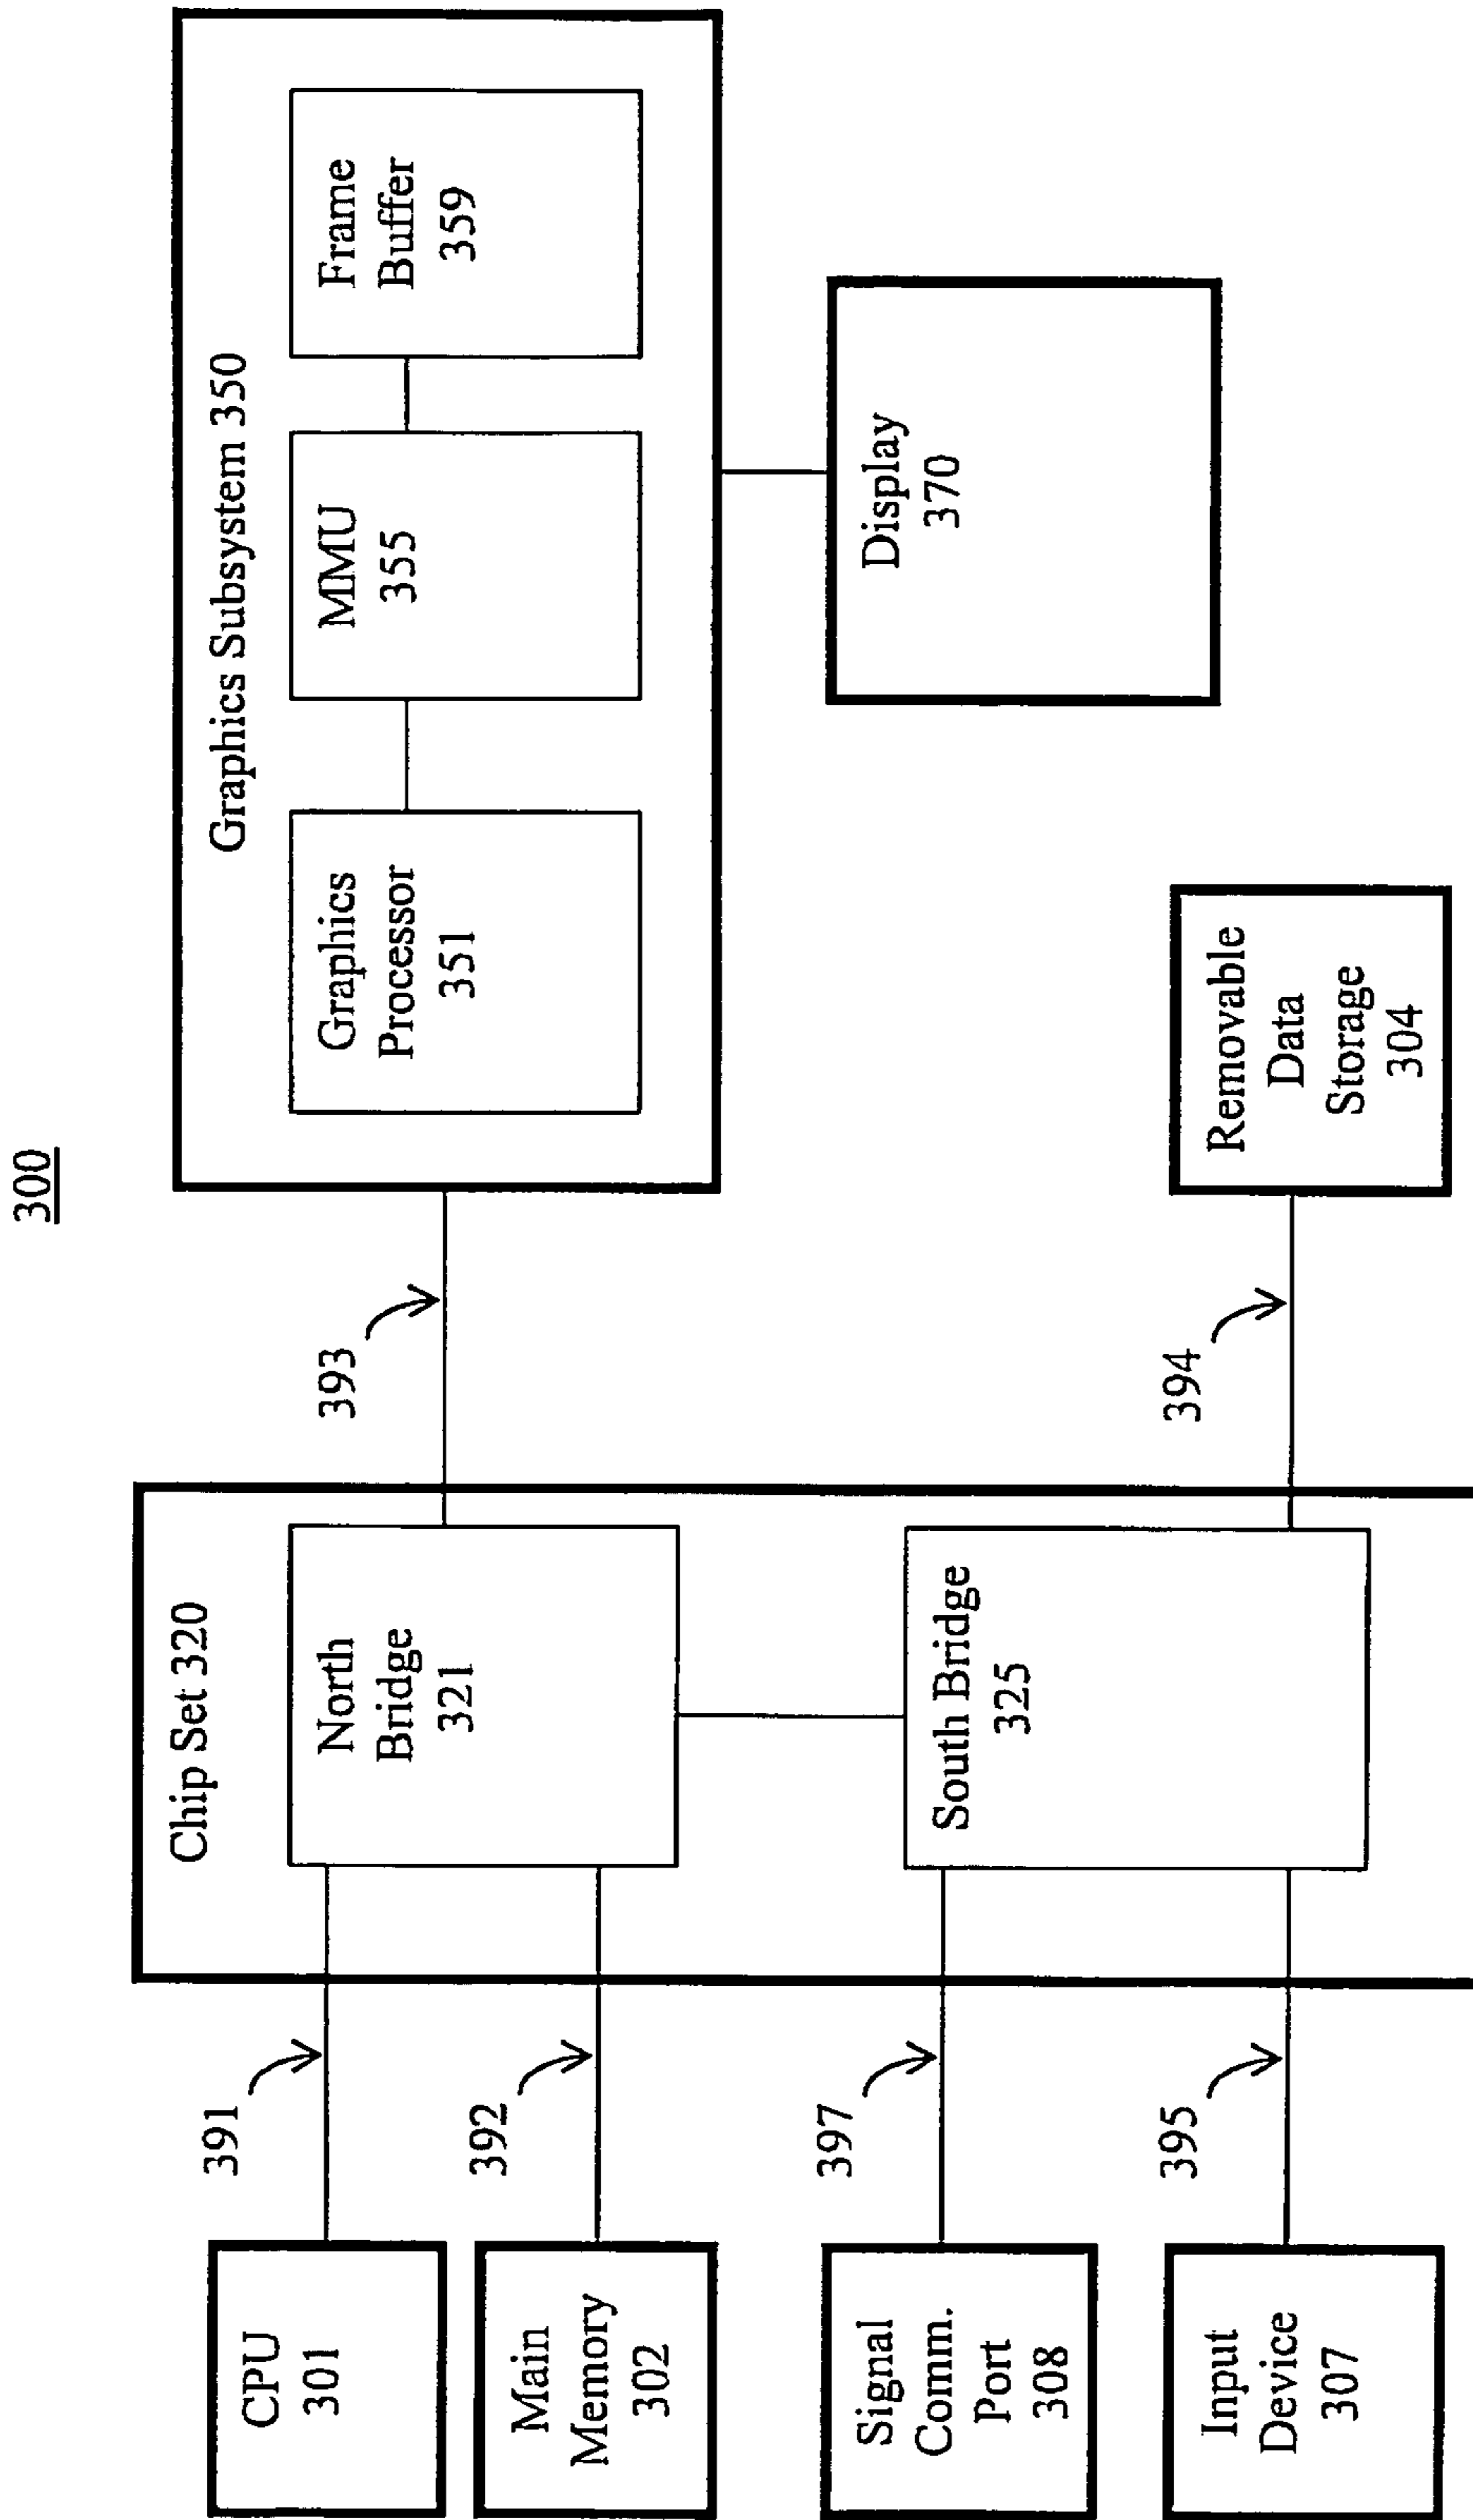 300
CPU
301
Main
Memory
302
Signal
Comm.
Port
308
Input
Device
307
391
392
397
395
Chip Set 320
North
Bridge
321
South Bridge
325
393
394
Graphics Subsystem 350
Graphics
Processor
351
MMU
355
Frame
Buffer
359
Display
370
Removable
Data
Storage
304